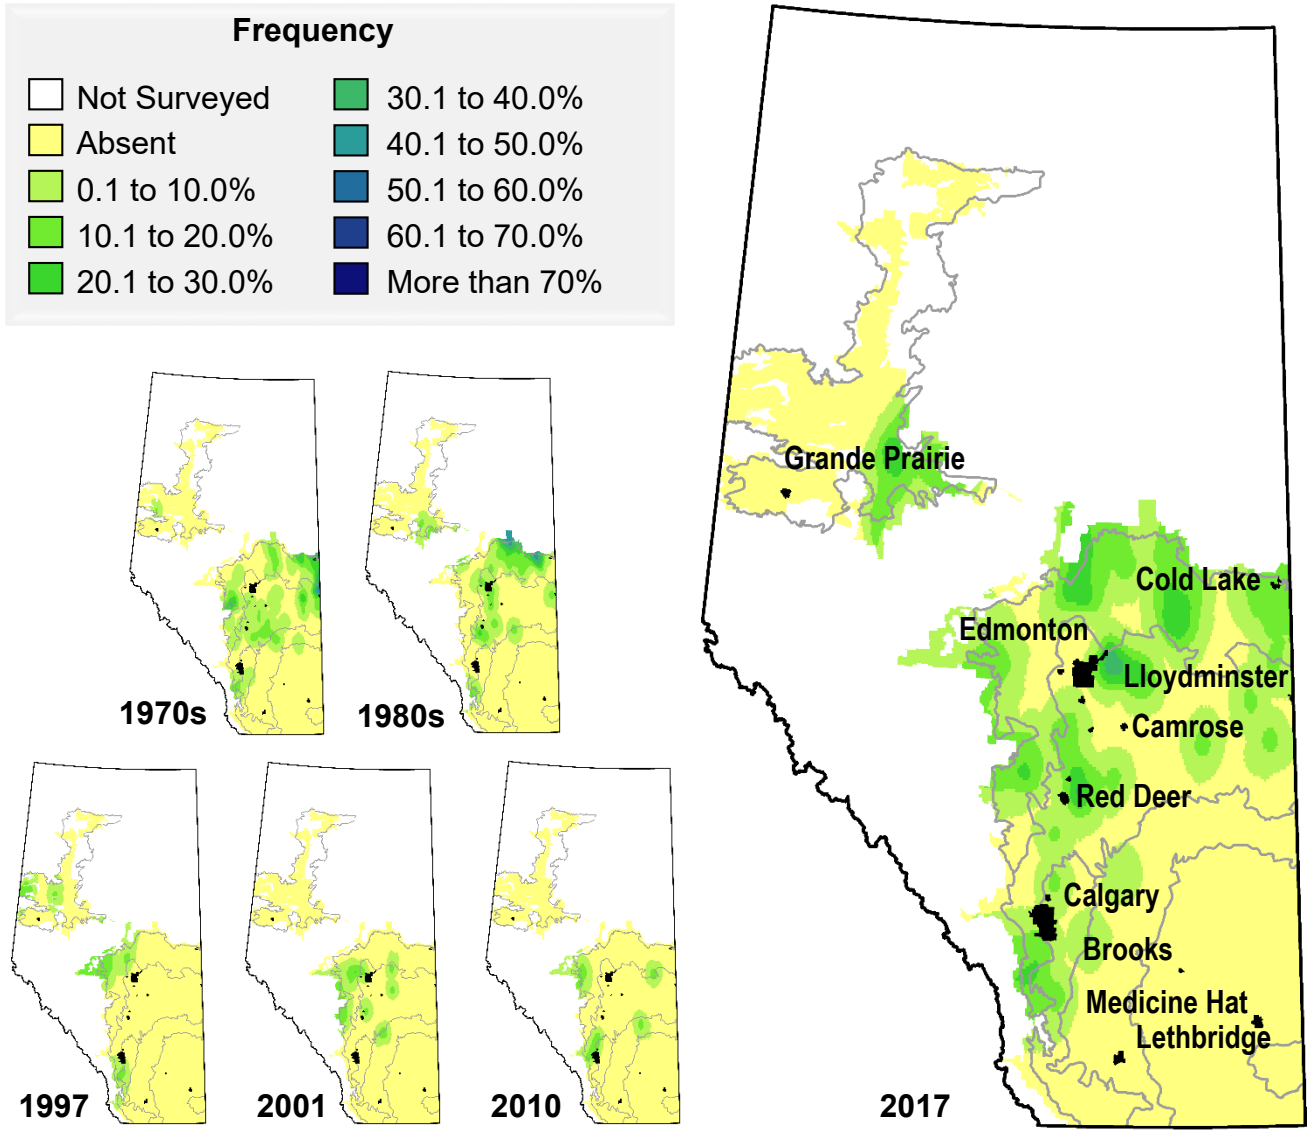 Frequency
Not Surveyed
Absent
0.1 to 10.0%
10.1 to 20.0%
20.1 to 30.0%
30.1 to 40.0%
40.1 to 50.0%
50.1 to 60.0%
60.1 to 70.0%
More than 70%
1970s
1980s
1997
2001
2010
Grande Prairie
Cold Lake
Edmonton
Lloydminster
Camrose
Red Deer
Calgary
Brooks
Medicine Hat
Lethbridge
2017